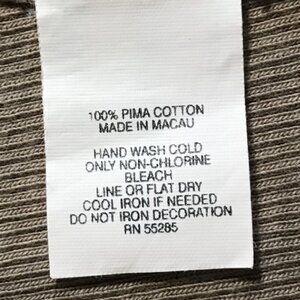 100% PIMA COTTON
MADE IN MACAU
HAND WASH COLD
ONLY NON-CHLORINE
BLEACH
LINE OR FLAT DRY
COOL IRON IF NEEDED
DO NOT IRON DECORATION
RN 55285